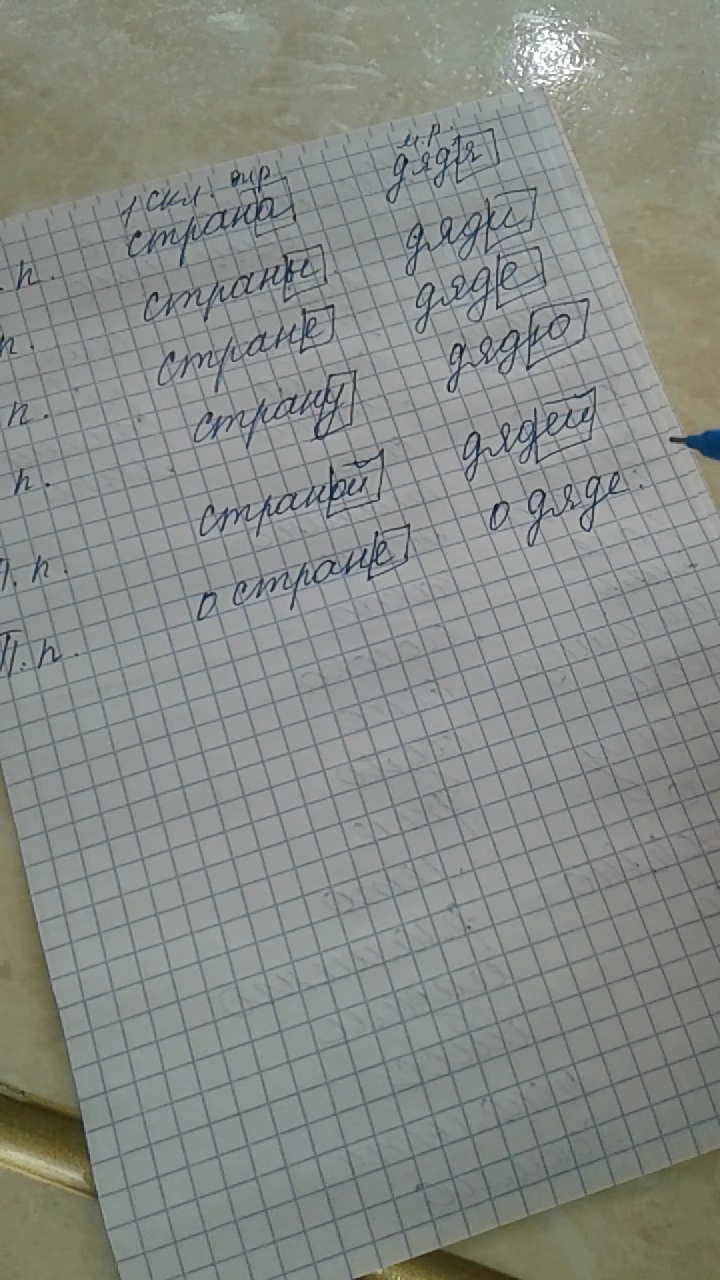 1 скл. м.р.
страна дядя
.п. страны дяди
п. стране дяде
п. страну дядю
п. страной дядей
П. п. о стране о дяде.
П. п.